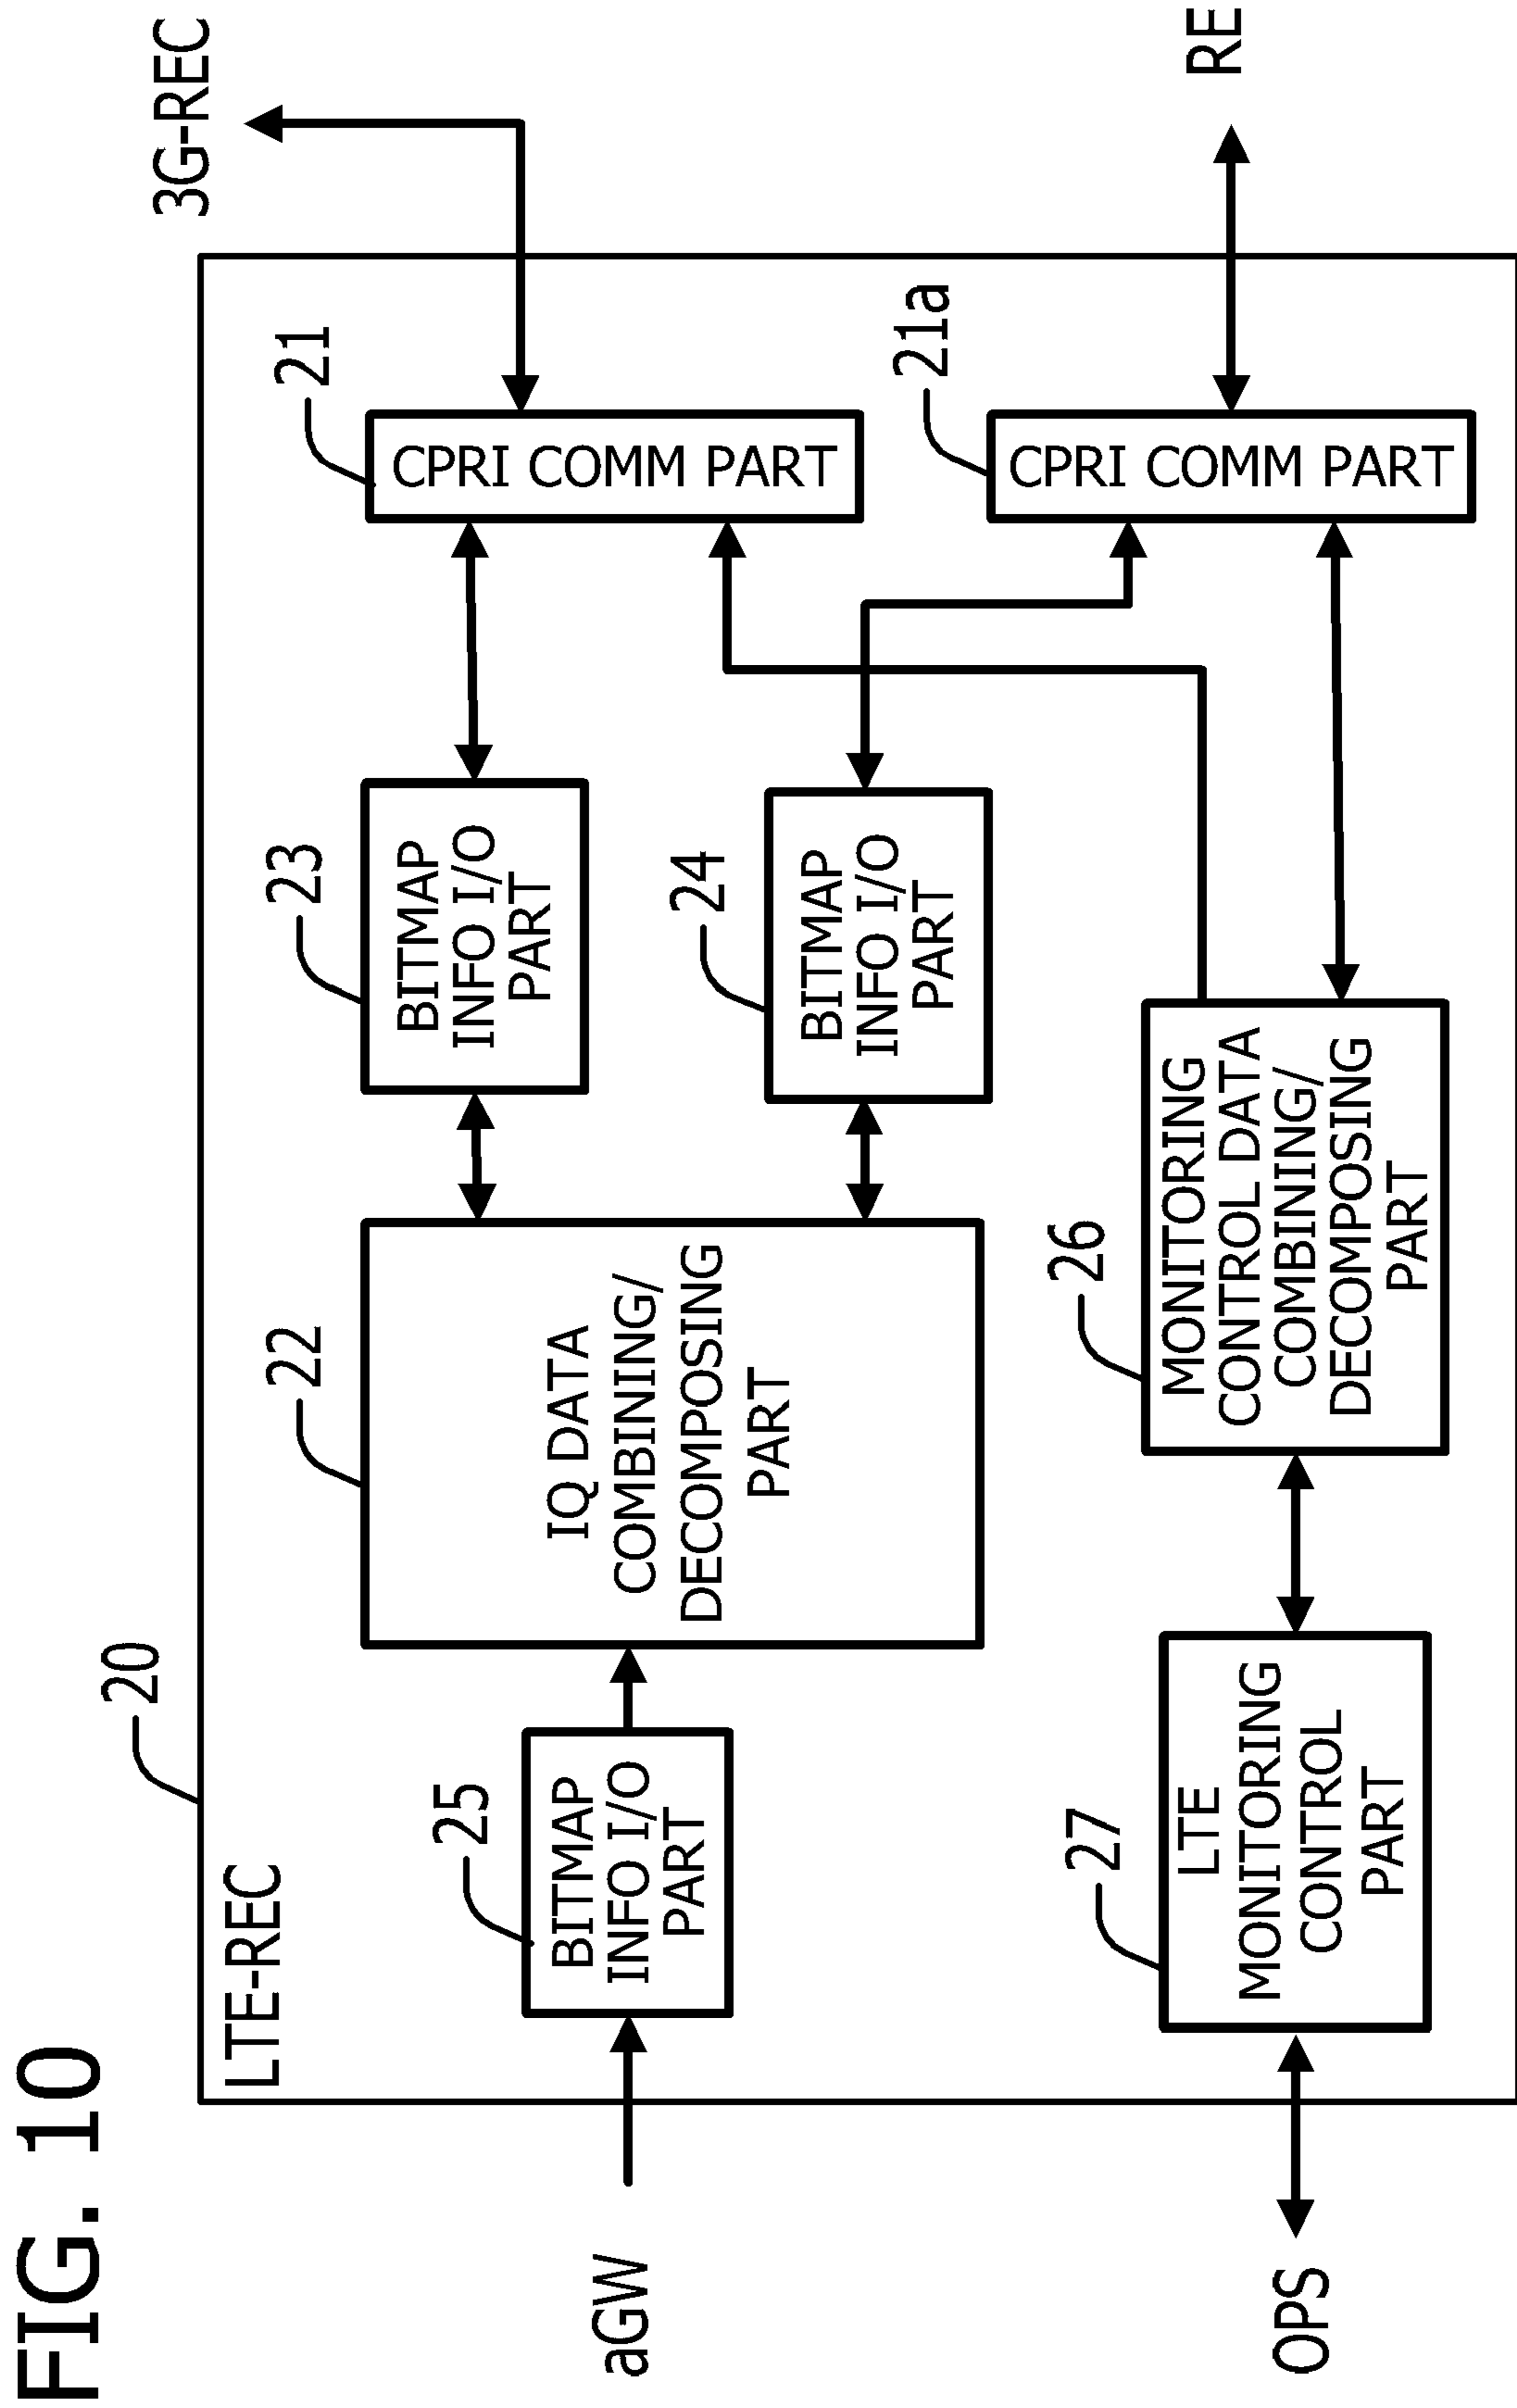 FIG. 10
20
LTE-REC
aGW
25
BITMAP
INFO I/O
PART
22
IQ DATA
COMBINING/
DECOMPOSING
PART
23
BITMAP
INFO I/O
PART
24
BITMAP
INFO I/O
PART
21
CPRI COMM PART
3G-REC
21a
CPRI COMM PART
RE
OPS
27
LTE
MONITORING
CONTROL
PART
26
MONITORING
CONTROL DATA
COMBINING/
DECOMPOSING
PART